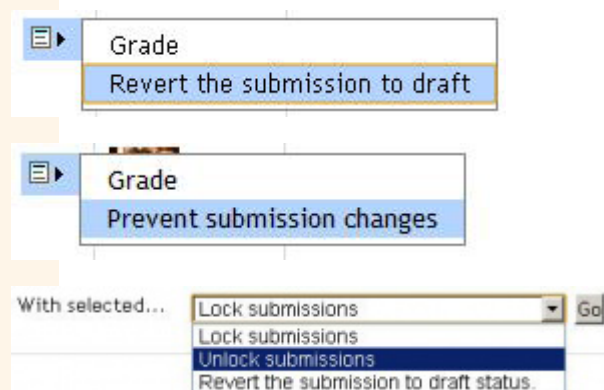 Grade
Revert the submission to draft
Grade
Prevent submission changes
With selected... Lock submissions Go
Lock submissions
Unlock submissions
Revert the submission to draft status.